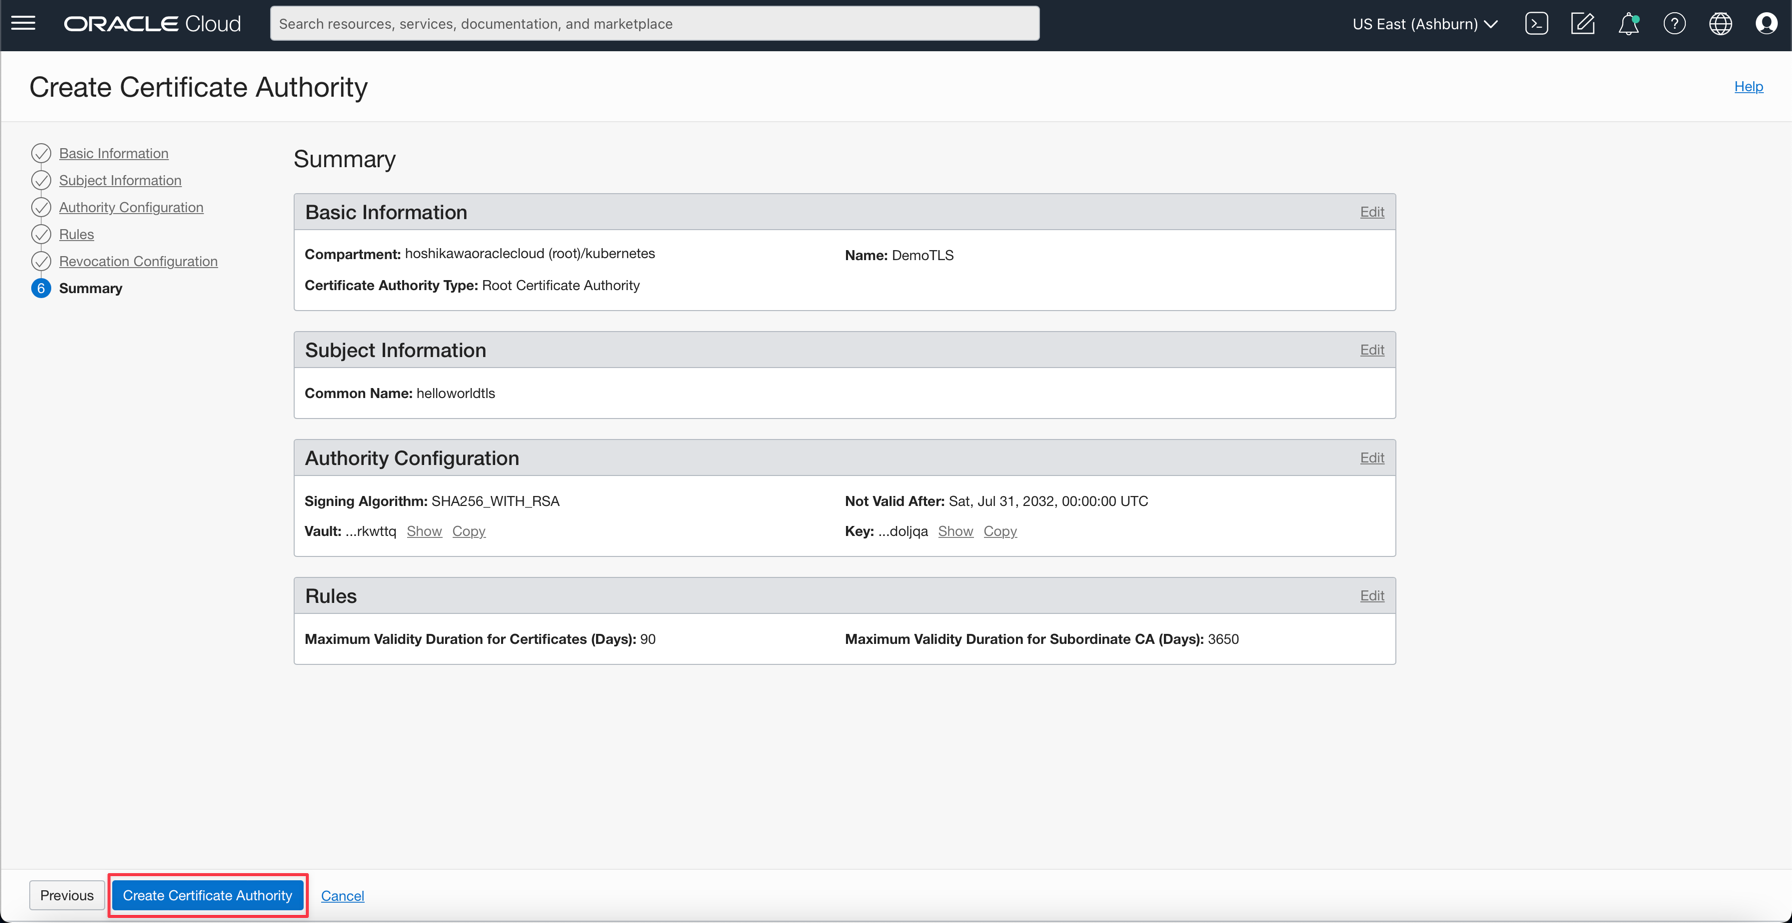 ORACLE Cloud
Search resources, services, documentation, and marketplace
US East (Ashburn)
Create Certificate Authority
Help
Basic Information
Subject Information
Authority Configuration
Rules
Revocation Configuration
6 Summary
Summary
Basic Information Edit
Compartment: hoshikawaoraclecloud (root)/kubernetes
Name: DemoTLS
Certificate Authority Type: Root Certificate Authority
Subject Information Edit
Common Name: helloworldtls
Authority Configuration Edit
Signing Algorithm: SHA256_WITH_RSA
Not Valid After: Sat, Jul 31, 2032, 00:00:00 UTC
Vault: ...rkwttq Show Copy
Key: ...doljqa Show Copy
Rules Edit
Maximum Validity Duration for Certificates (Days): 90
Maximum Validity Duration for Subordinate CA (Days): 3650
Previous
Create Certificate Authority
Cancel